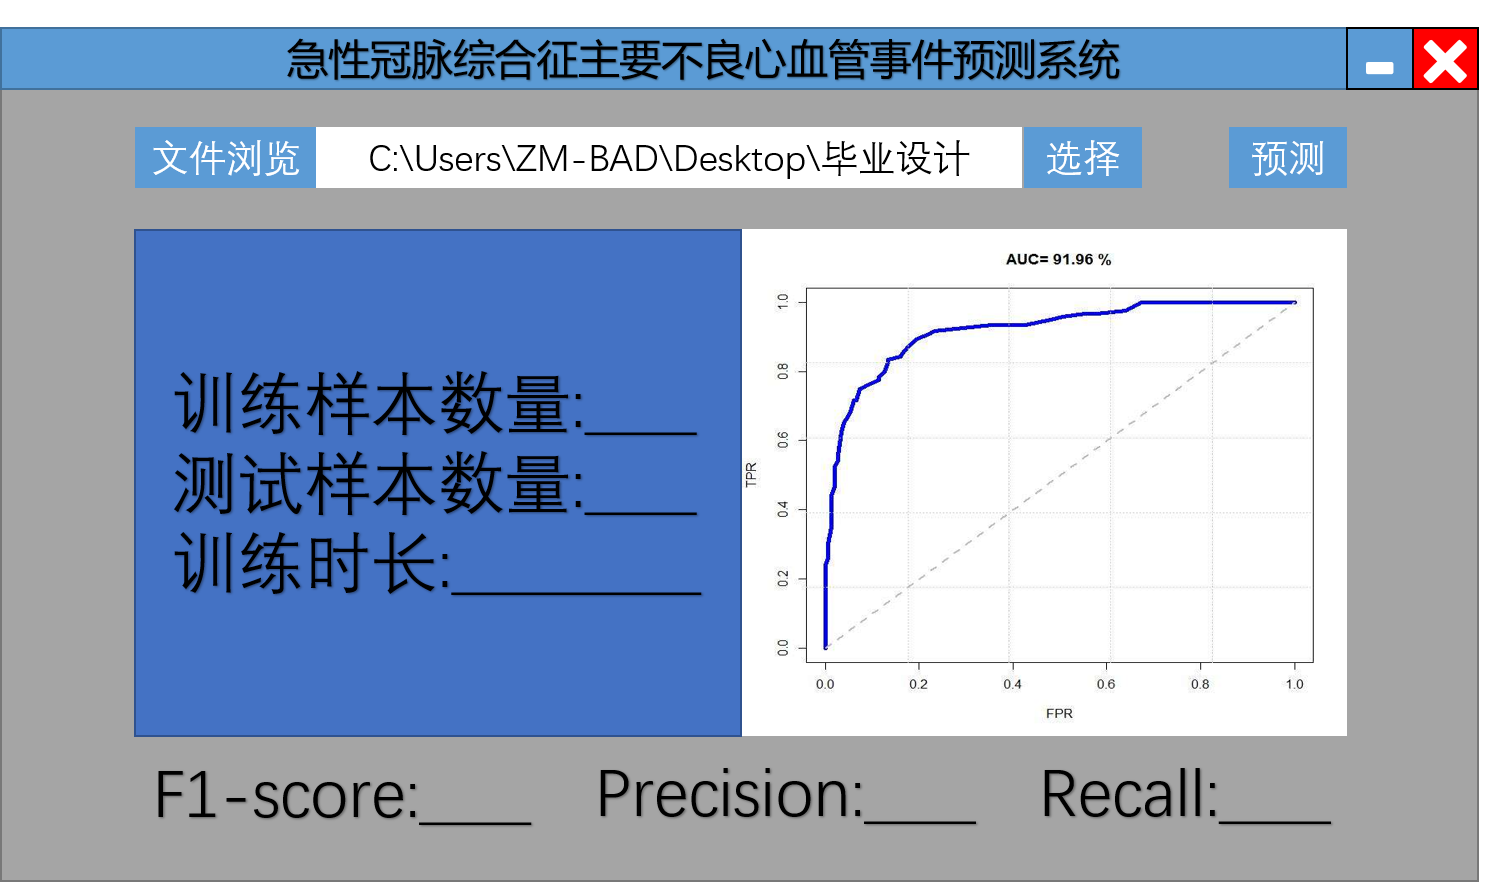 急性冠脉综合征主要不良心血管事件预测系统
文件浏览 C:\Users\ZM-BAD\Desktop\毕业设计 选择 预测
训练样本数量:____
测试样本数量:____
训练时长:_________
AUC= 91.96 %
1.0
0.8
0.6
0.4
0.2
0.0
TPR
0.0 0.2 0.4 0.6 0.8 1.0
FPR
F1-score:____ Precision:____ Recall:____